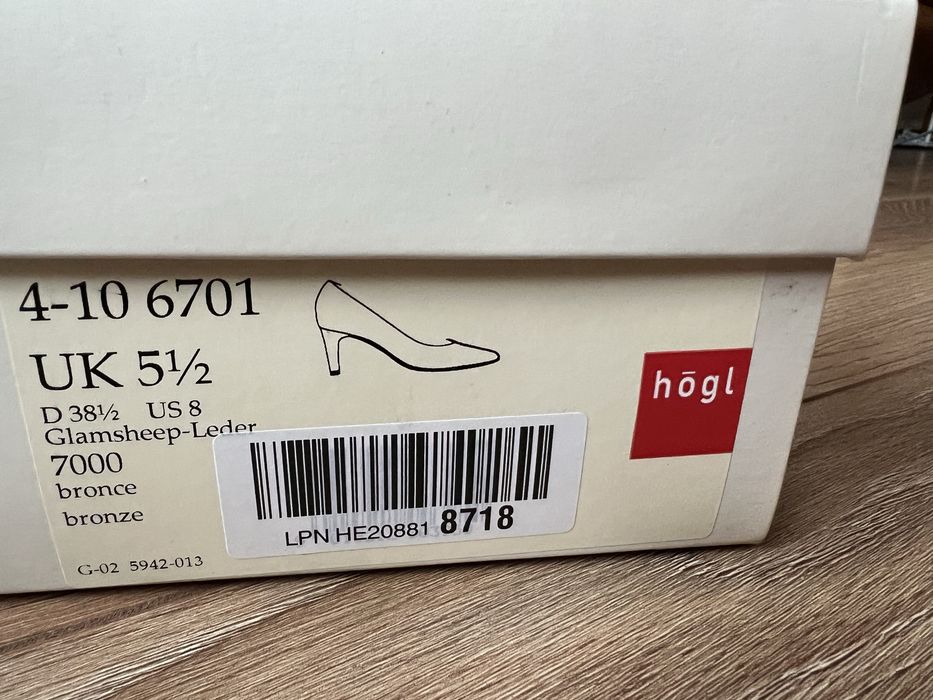 4-10 6701
UK 5½
D 38½ US 8
Glamsheep-Leder
7000
bronce
bronze
G-02 5942-013
LPN HE20881 8718
hōgl